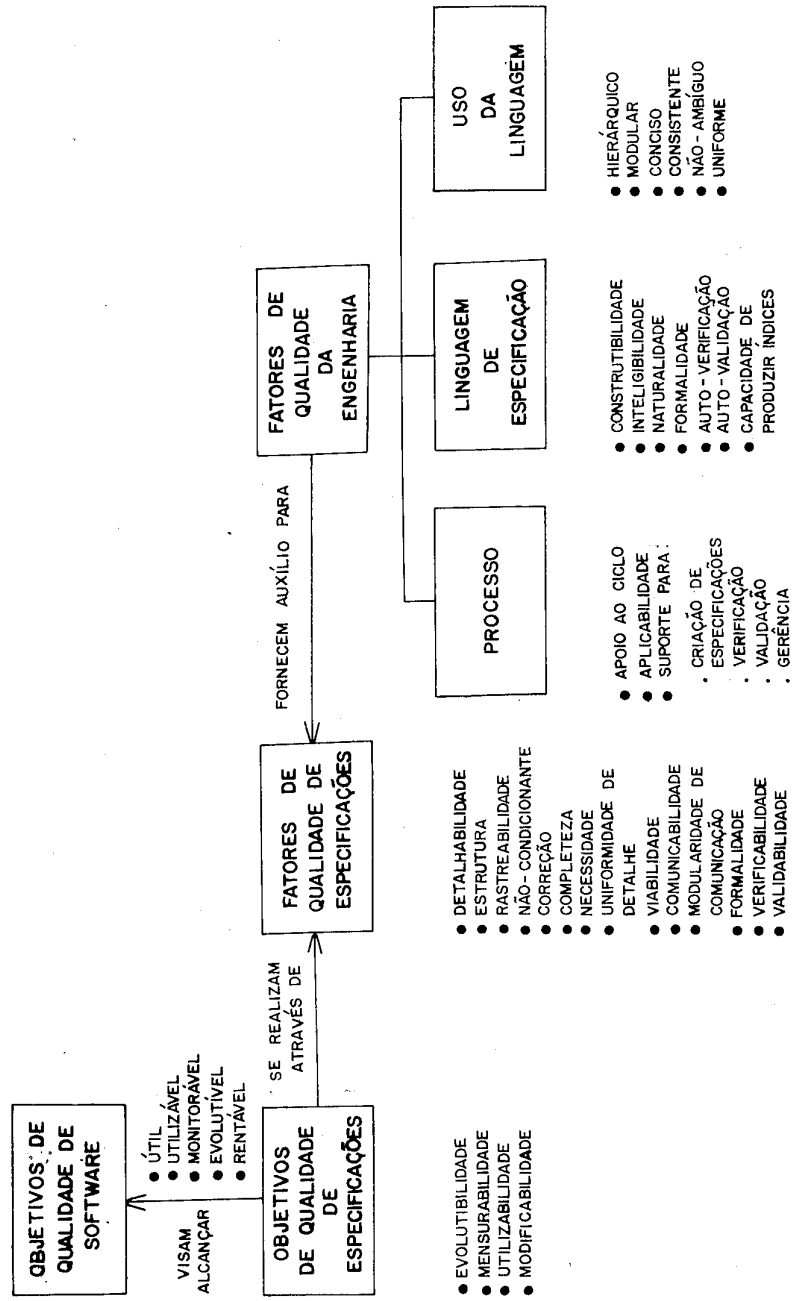 OBJETIVOS DE
QUALIDADE DE
SOFTWARE
VISAM
ALCANÇAR
● ÚTIL
● UTILIZÁVEL
● MONITORÁVEL
● EVOLUTÍVEL
● RENTÁVEL
OBJETIVOS
DE QUALIDADE
DE
ESPECIFICAÇÕES
● EVOLUTIBILIDADE
● MENSURABILIDADE
● UTILIZABILIDADE
● MODIFICABILIDADE
SE REALIZAM
ATRAVÉS DE
FATORES DE
QUALIDADE DE
ESPECIFICAÇÕES
● DETALHABILIDADE
● ESTRUTURA
● RASTREABILIDADE
● NÃO-CONDICIONANTE
● CORREÇÃO
● COMPLETEZA
● NECESSIDADE
● UNIFORMIDADE DE
DETALHE
● VIABILIDADE
● COMUNICABILIDADE
● MODULARIDADE DE
COMUNICAÇÃO
● FORMALIDADE
● VERIFICABILIDADE
● VALIDABILIDADE
FORNECEM AUXÍLIO PARA
FATORES DE
QUALIDADE
DA
ENGENHARIA
PROCESSO
● APOIO AO CICLO
● APLICABILIDADE
● SUPORTE PARA:
· CRIAÇÃO DE
ESPECIFICAÇÕES
· VERIFICAÇÃO
· VALIDAÇÃO
· GERÊNCIA
LINGUAGEM
DE
ESPECIFICAÇÃO
● CONSTRUTIBILIDADE
● INTELIGIBILIDADE
● NATURALIDADE
● FORMALIDADE
● AUTO-VERIFICAÇÃO
● AUTO-VALIDAÇÃO
● CAPACIDADE DE
PRODUZIR ÍNDICES
USO
DA
LINGUAGEM
● HIERÁRQUICO
● MODULAR
● CONCISO
● CONSISTENTE
● NÃO-AMBÍGUO
● UNIFORME